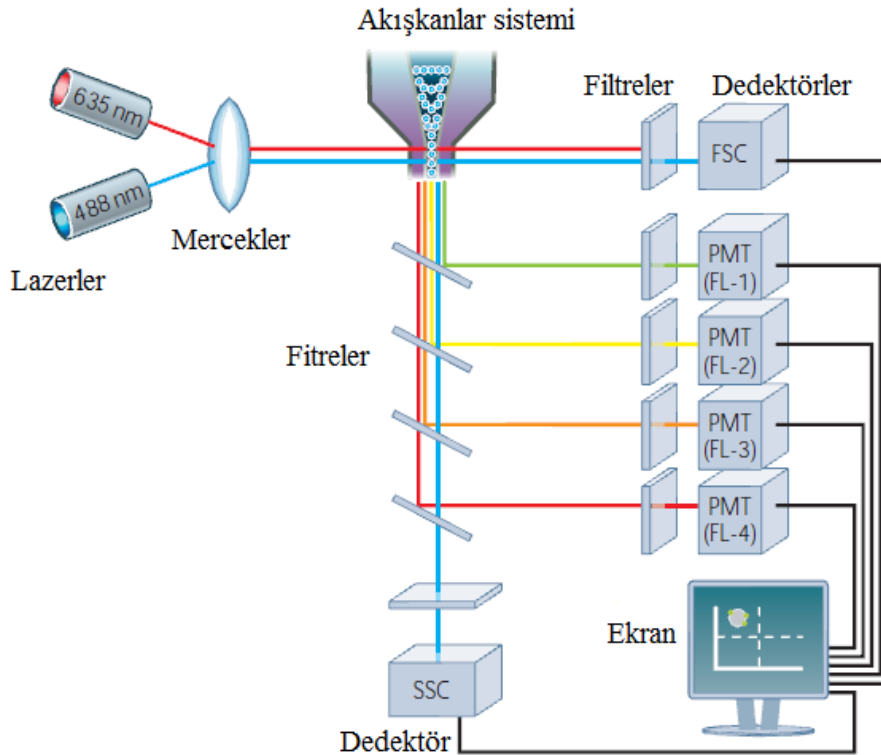 Akışkanlar sistemi
Filtreler
Dedektörler
635 nm
FSC
488 nm
Mercekler
Lazerler
PMT
(FL-1)
PMT
(FL-2)
Fitreler
PMT
(FL-3)
PMT
(FL-4)
Ekran
SSC
Dedektör